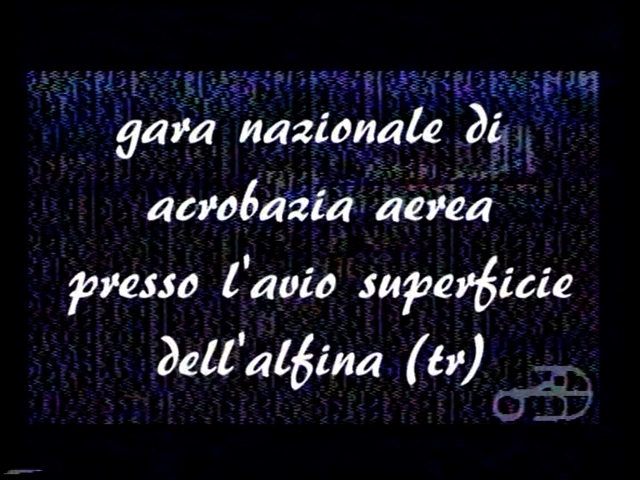 gara nazionale di
acrobazia aerea
presso l'avio superficie
dell'alfina (tr)